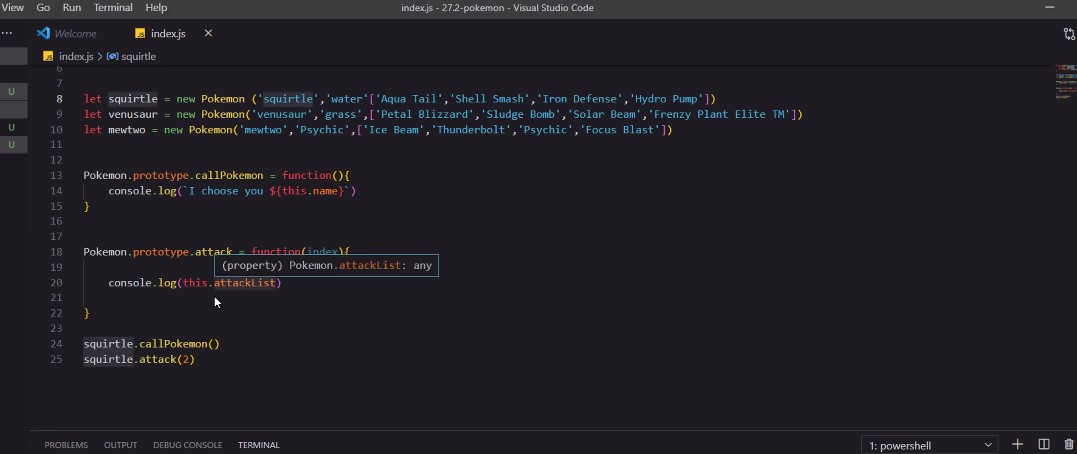 View Go Run Terminal Help index.js - 27.2-pokemon - Visual Studio Code
··· Welcome index.js ×
index.js > squirtle
6
7
8 let squirtle = new Pokemon ('squirtle','water'['Aqua Tail','Shell Smash','Iron Defense','Hydro Pump'])
9 let venusaur = new Pokemon('venusaur','grass',['Petal Blizzard','Sludge Bomb','Solar Beam','Frenzy Plant Elite TM'])
10 let mewtwo = new Pokemon('mewtwo','Psychic',['Ice Beam','Thunderbolt','Psychic','Focus Blast'])
11
12
13 Pokemon.prototype.callPokemon = function(){
14 console.log(`I choose you ${this.name}`)
15 }
16
17
18 Pokemon.prototype.attack = function(index){
(property) Pokemon.attackList: any
19
20 console.log(this.attackList)
21
22 }
23
24 squirtle.callPokemon()
25 squirtle.attack(2)
U
U
U
PROBLEMS OUTPUT DEBUG CONSOLE TERMINAL 1: powershell